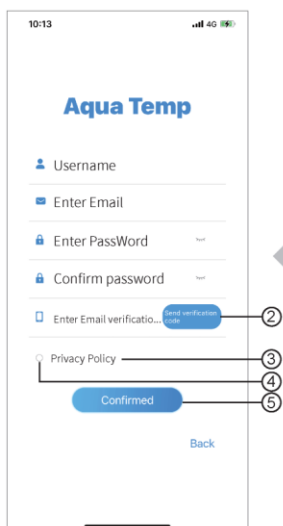 10:13
4G
Aqua Temp
Username
Enter Email
Enter PassWord
Confirm password
Enter Email verificatio...
Send verification
code
②
Privacy Policy
③
④
Confirmed
⑤
Back